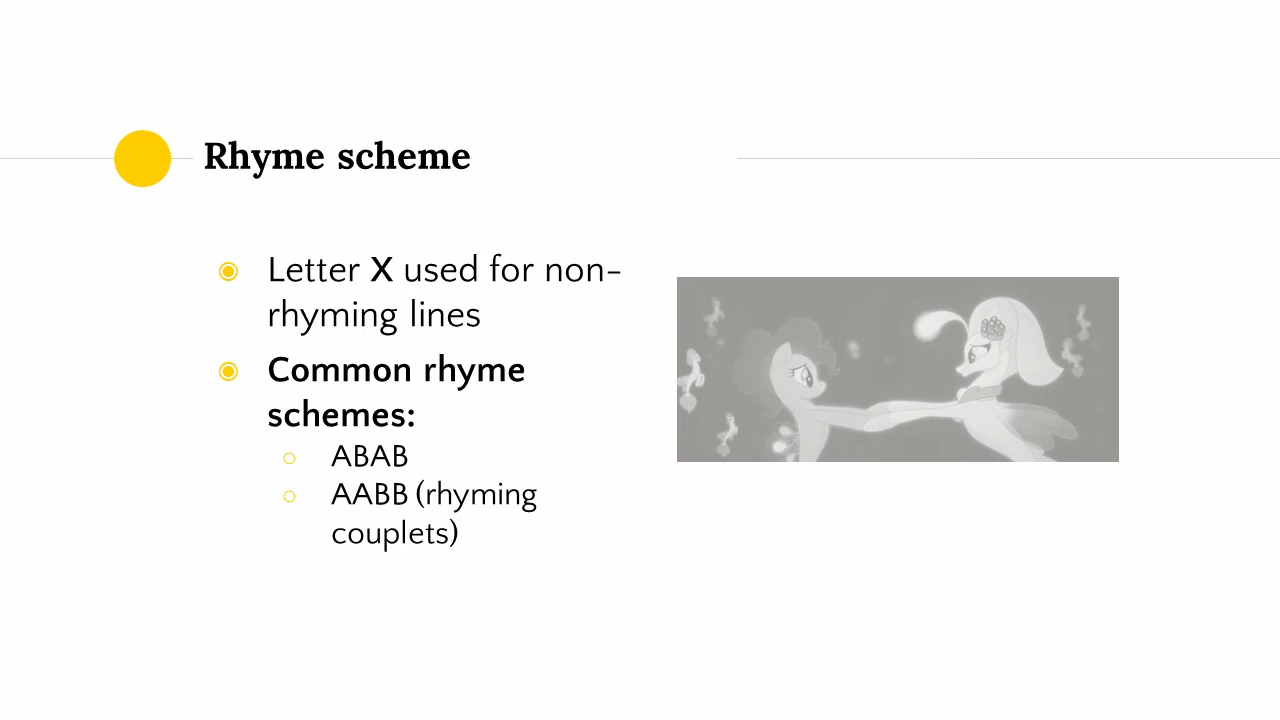 Rhyme scheme
Letter X used for non-
rhyming lines
Common rhyme
schemes:
ABAB
AABB (rhyming
couplets)